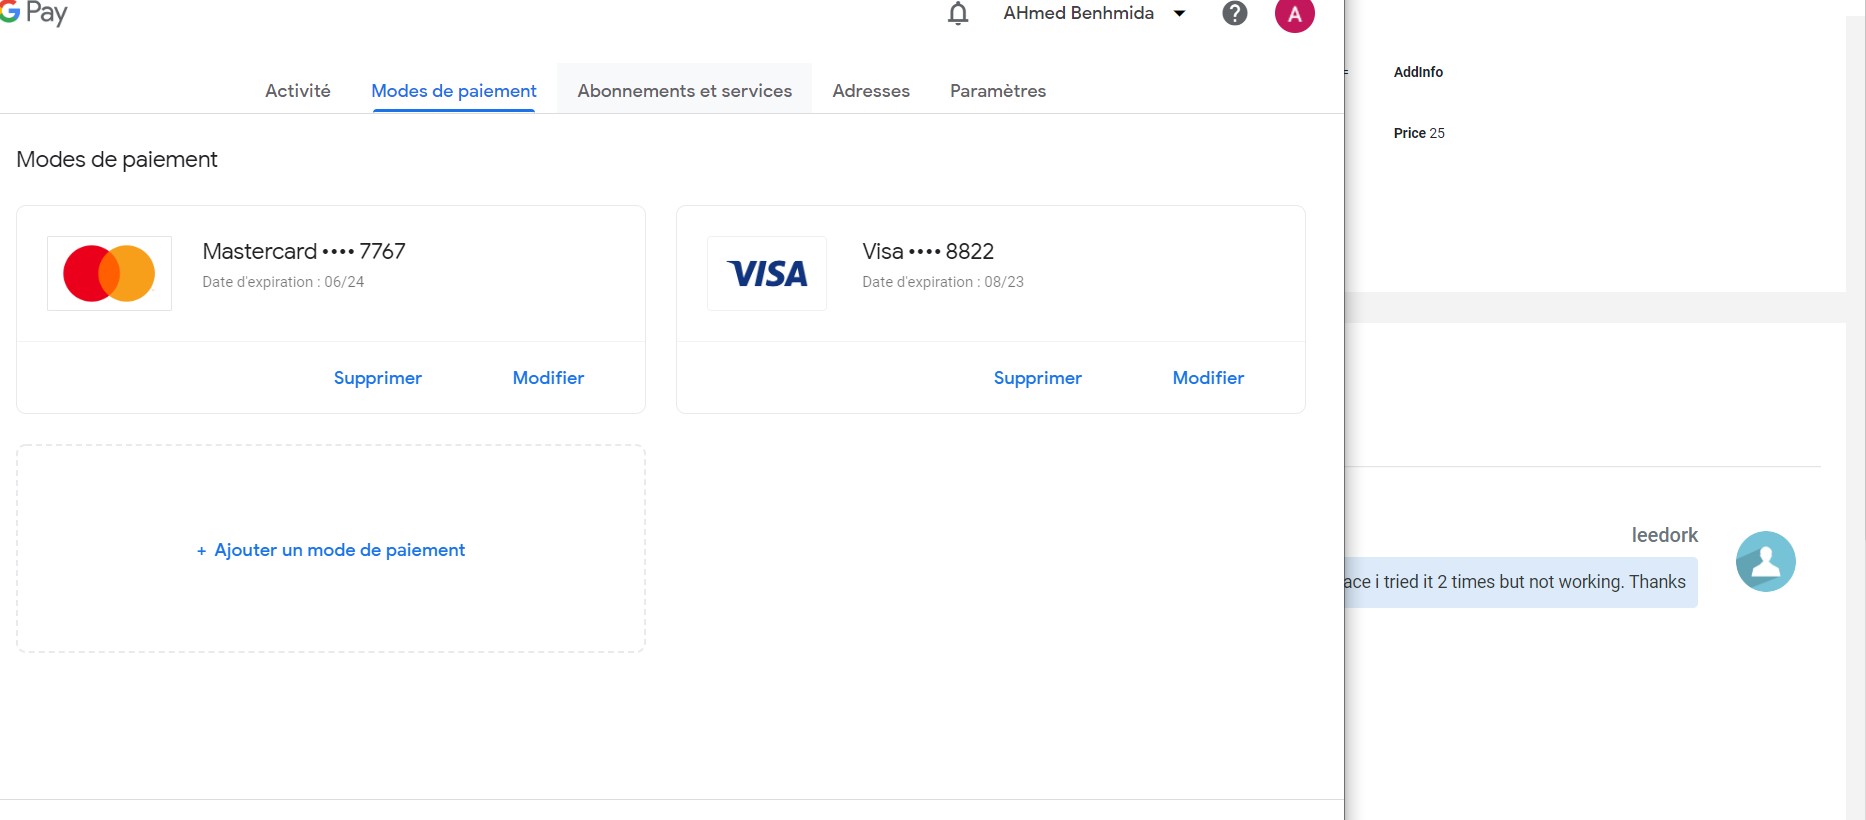 G Pay
AHmed Benhmida
Activité
Modes de paiement
Abonnements et services
Adresses
Paramètres
Modes de paiement
Mastercard •••• 7767
Date d'expiration : 06/24
Supprimer
Modifier
VISA
Visa •••• 8822
Date d'expiration : 08/23
Supprimer
Modifier
+ Ajouter un mode de paiement
A
AddInfo
Price 25
leedork
ace i tried it 2 times but not working. Thanks